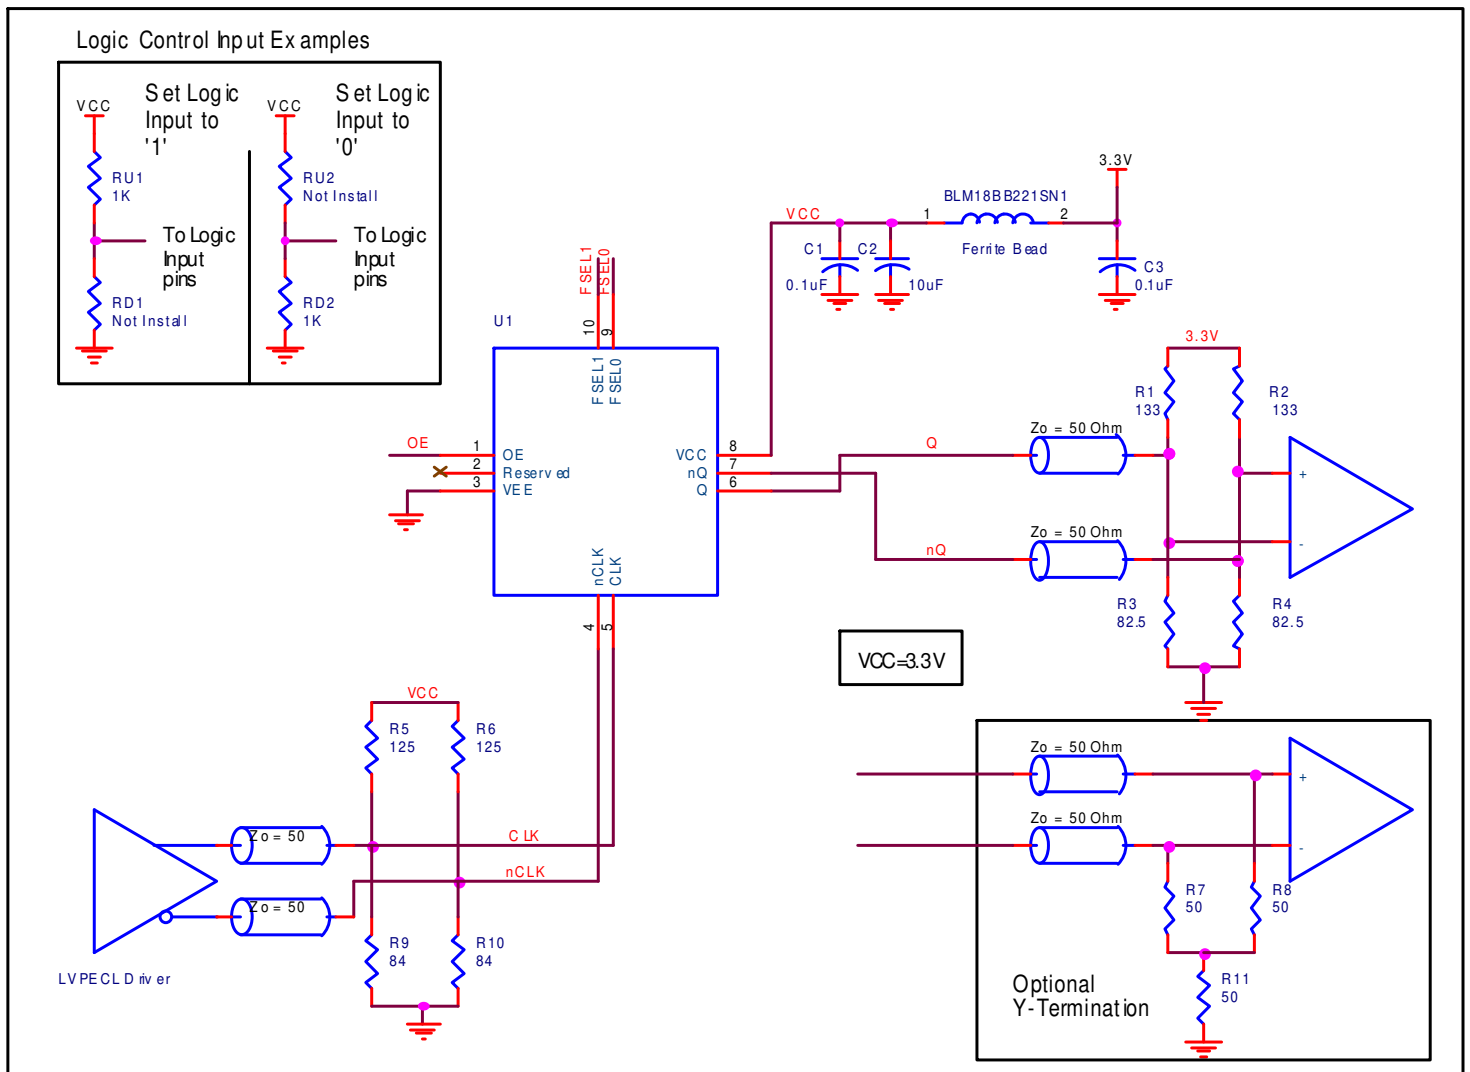 Logic Control Input Examples
VCC
Set Logic
Input to
'1'
RU1
1K
To Logic
Input
pins
RD1
Not Install
VCC
Set Logic
Input to
'0'
RU2
Not Install
To Logic
Input
pins
RD2
1K
3.3V
BLM18BB221SN1
VCC
1
2
Ferrite Bead
C1
0.1uF
C2
10uF
C3
0.1uF
FSEL1
FSEL0
10
9
U1
FSEL1
FSEL0
OE
1
OE
2
Reserved
3
VEE
VCC
8
nQ
7
Q
6
nCLK
CLK
4
5
Q
Zo = 50 Ohm
nQ
Zo = 50 Ohm
3.3V
R1
133
R2
133
+
-
R3
82.5
R4
82.5
VCC=3.3V
VCC
R5
125
R6
125
Zo = 50
CLK
nCLK
Zo = 50
R9
84
R10
84
LVPECL Driver
Zo = 50 Ohm
+
Zo = 50 Ohm
-
R7
50
R8
50
R11
50
Optional
Y-Termination